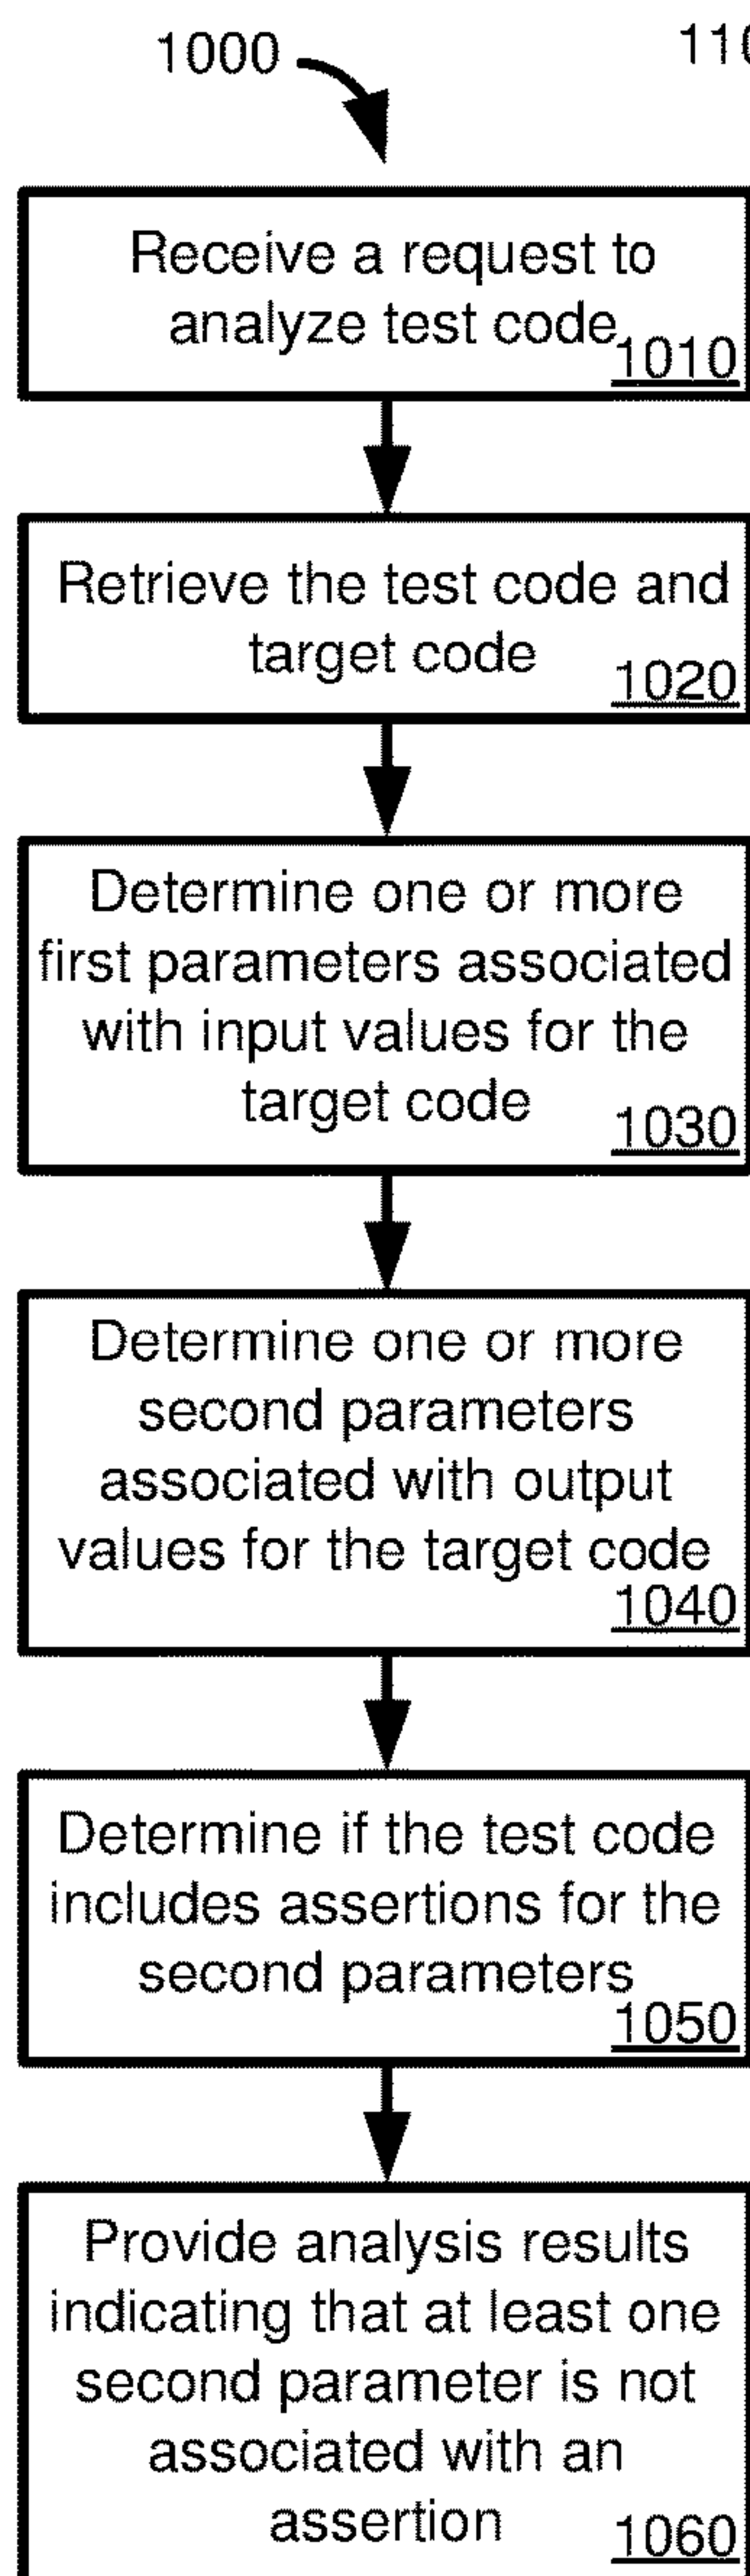 1000
110
Receive a request to
analyze test code
1010
Retrieve the test code and
target code
1020
Determine one or more
first parameters associated
with input values for the
target code
1030
Determine one or more
second parameters
associated with output
values for the target code
1040
Determine if the test code
includes assertions for the
second parameters
1050
Provide analysis results
indicating that at least one
second parameter is not
associated with an
assertion
1060